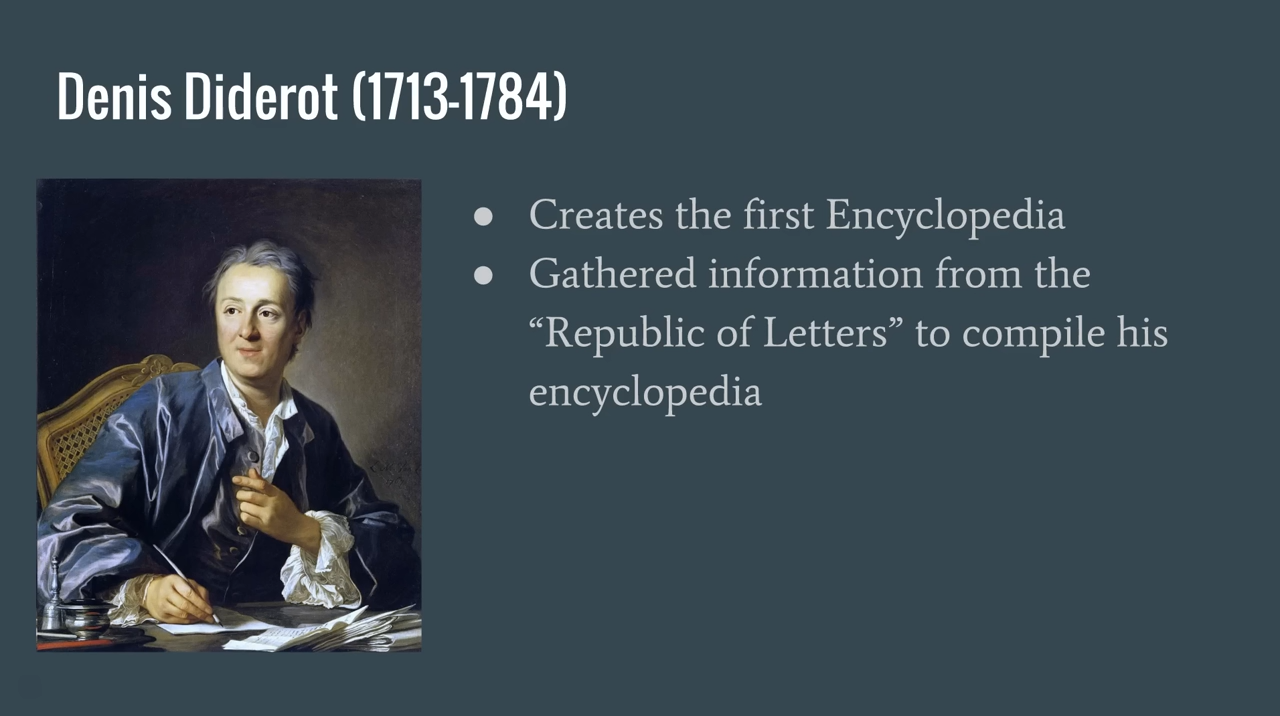 Denis Diderot (1713-1784)
● Creates the first Encyclopedia
● Gathered information from the
“Republic of Letters” to compile his
encyclopedia